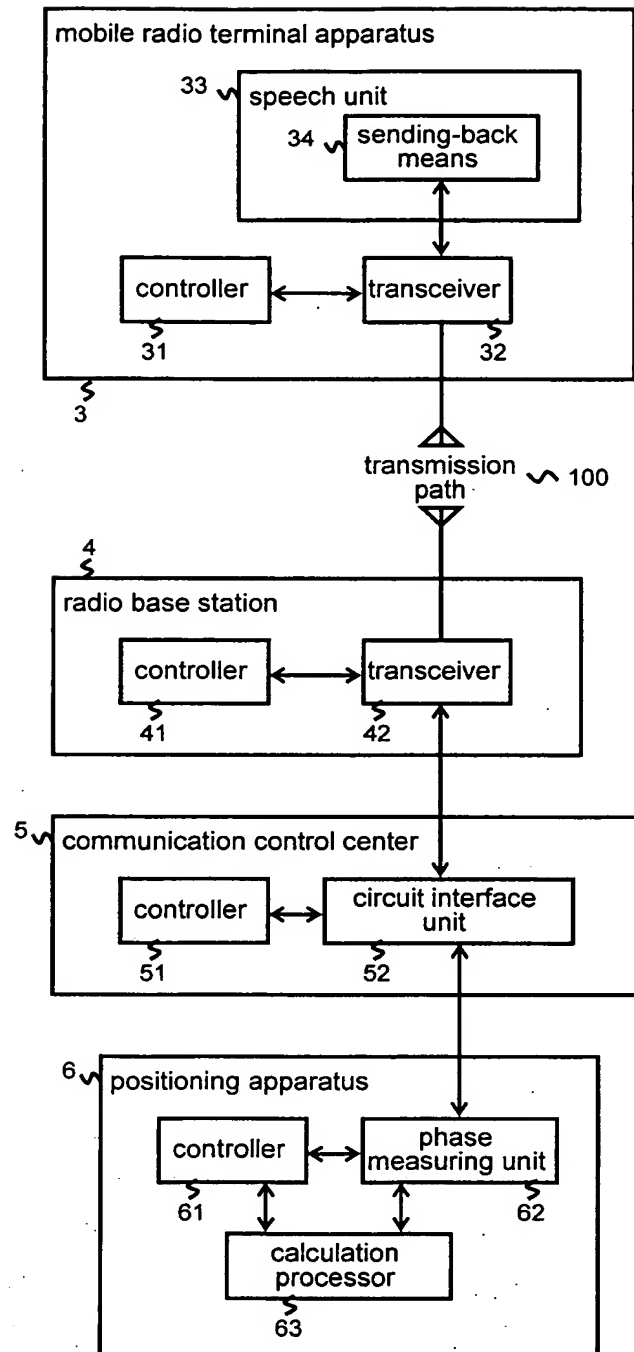 mobile radio terminal apparatus
33
speech unit
34
sending-back
means
controller
transceiver
31
32
3
transmission
path
100
4
radio base station
controller
transceiver
41
42
5
communication control center
controller
circuit interface
unit
51
52
6
positioning apparatus
controller
phase
measuring unit
61
62
calculation
processor
63